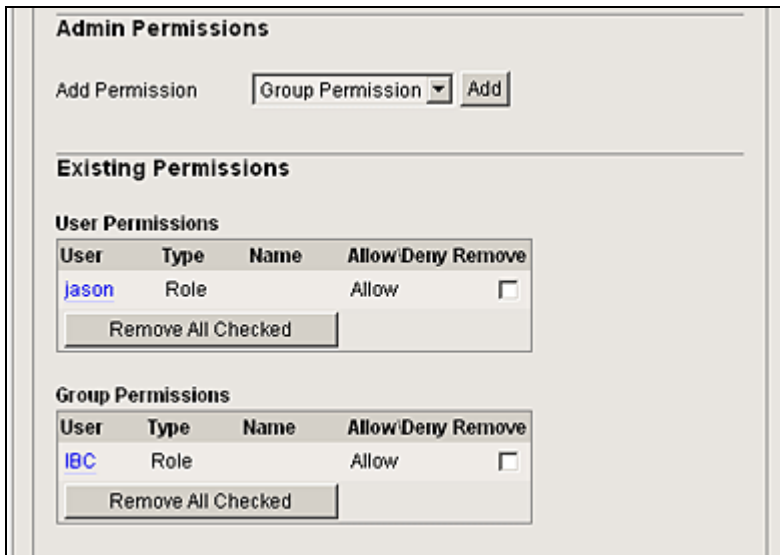 Admin Permissions
Add Permission Group Permission Add
Existing Permissions
User Permissions
User Type Name Allow\Deny Remove
jason Role Allow
Remove All Checked
Group Permissions
User Type Name Allow\Deny Remove
IBC Role Allow
Remove All Checked